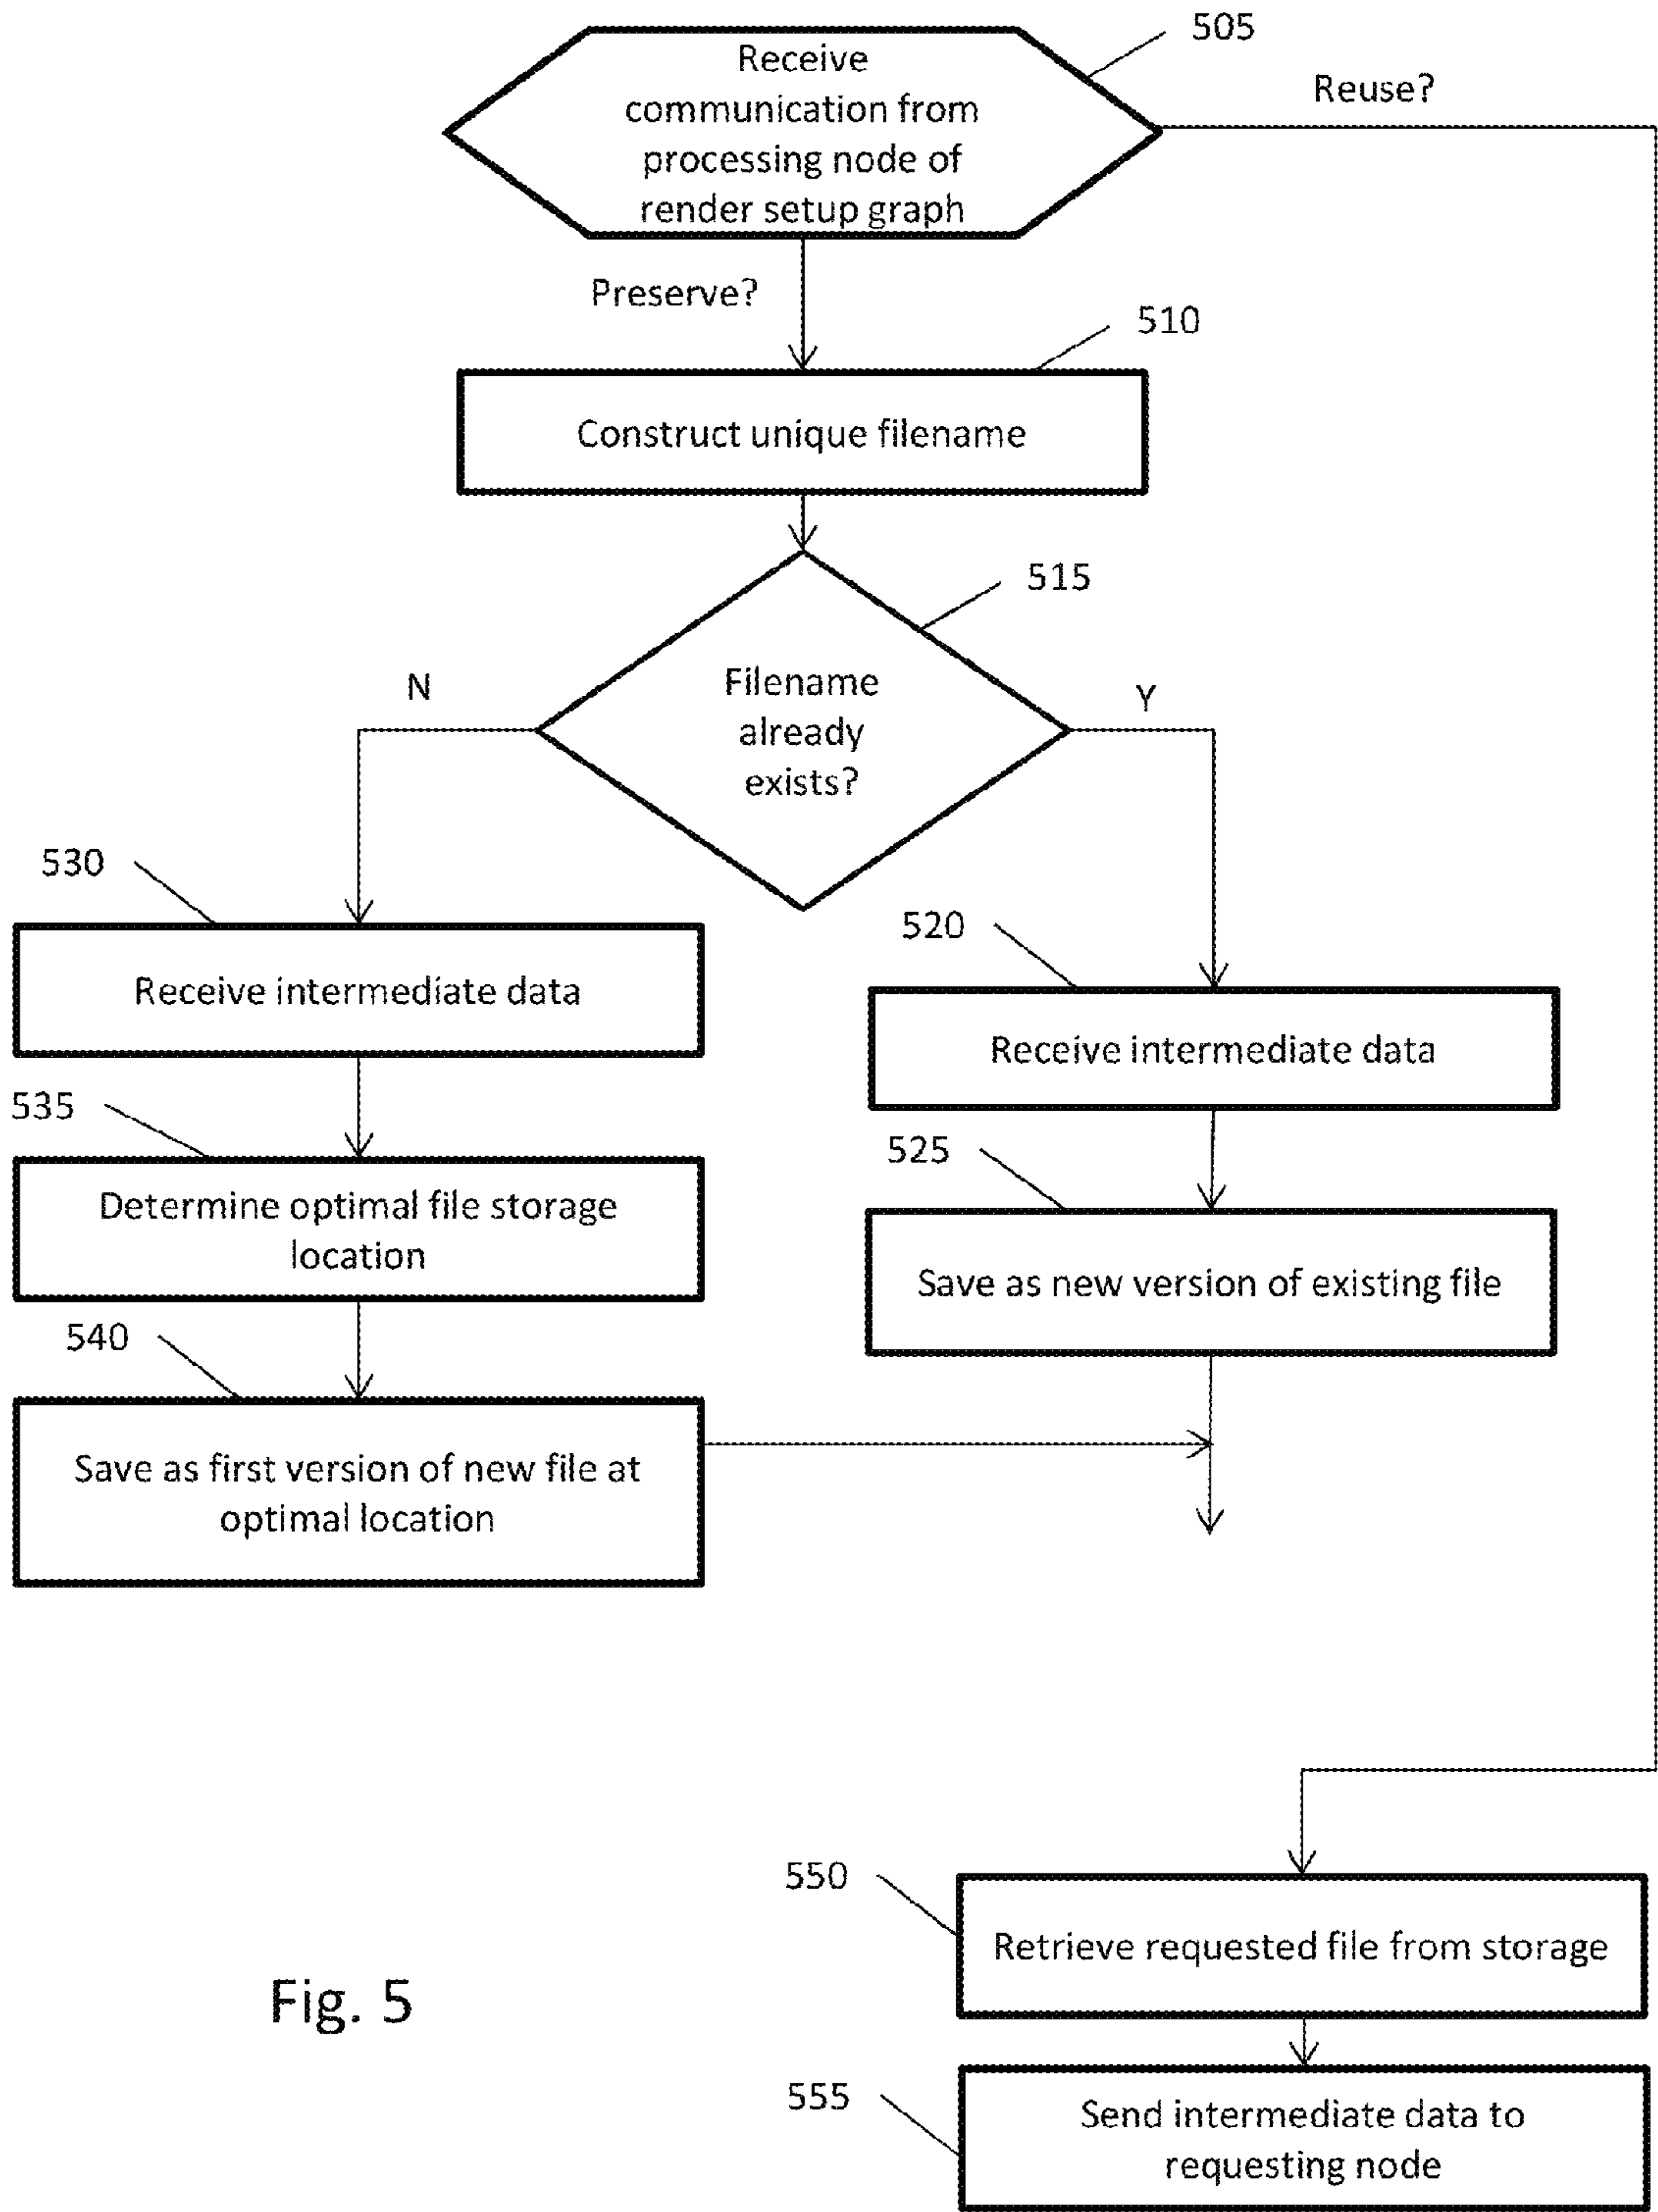 505
Receive
communication from
processing node of
render setup graph
Reuse?
Preserve?
510
Construct unique filename
515
Filename
already
exists?
N
Y
530
Receive intermediate data
520
Receive intermediate data
535
Determine optimal file storage
location
525
Save as new version of existing file
540
Save as first version of new file at
optimal location
550
Retrieve requested file from storage
Fig. 5
555
Send intermediate data to
requesting node